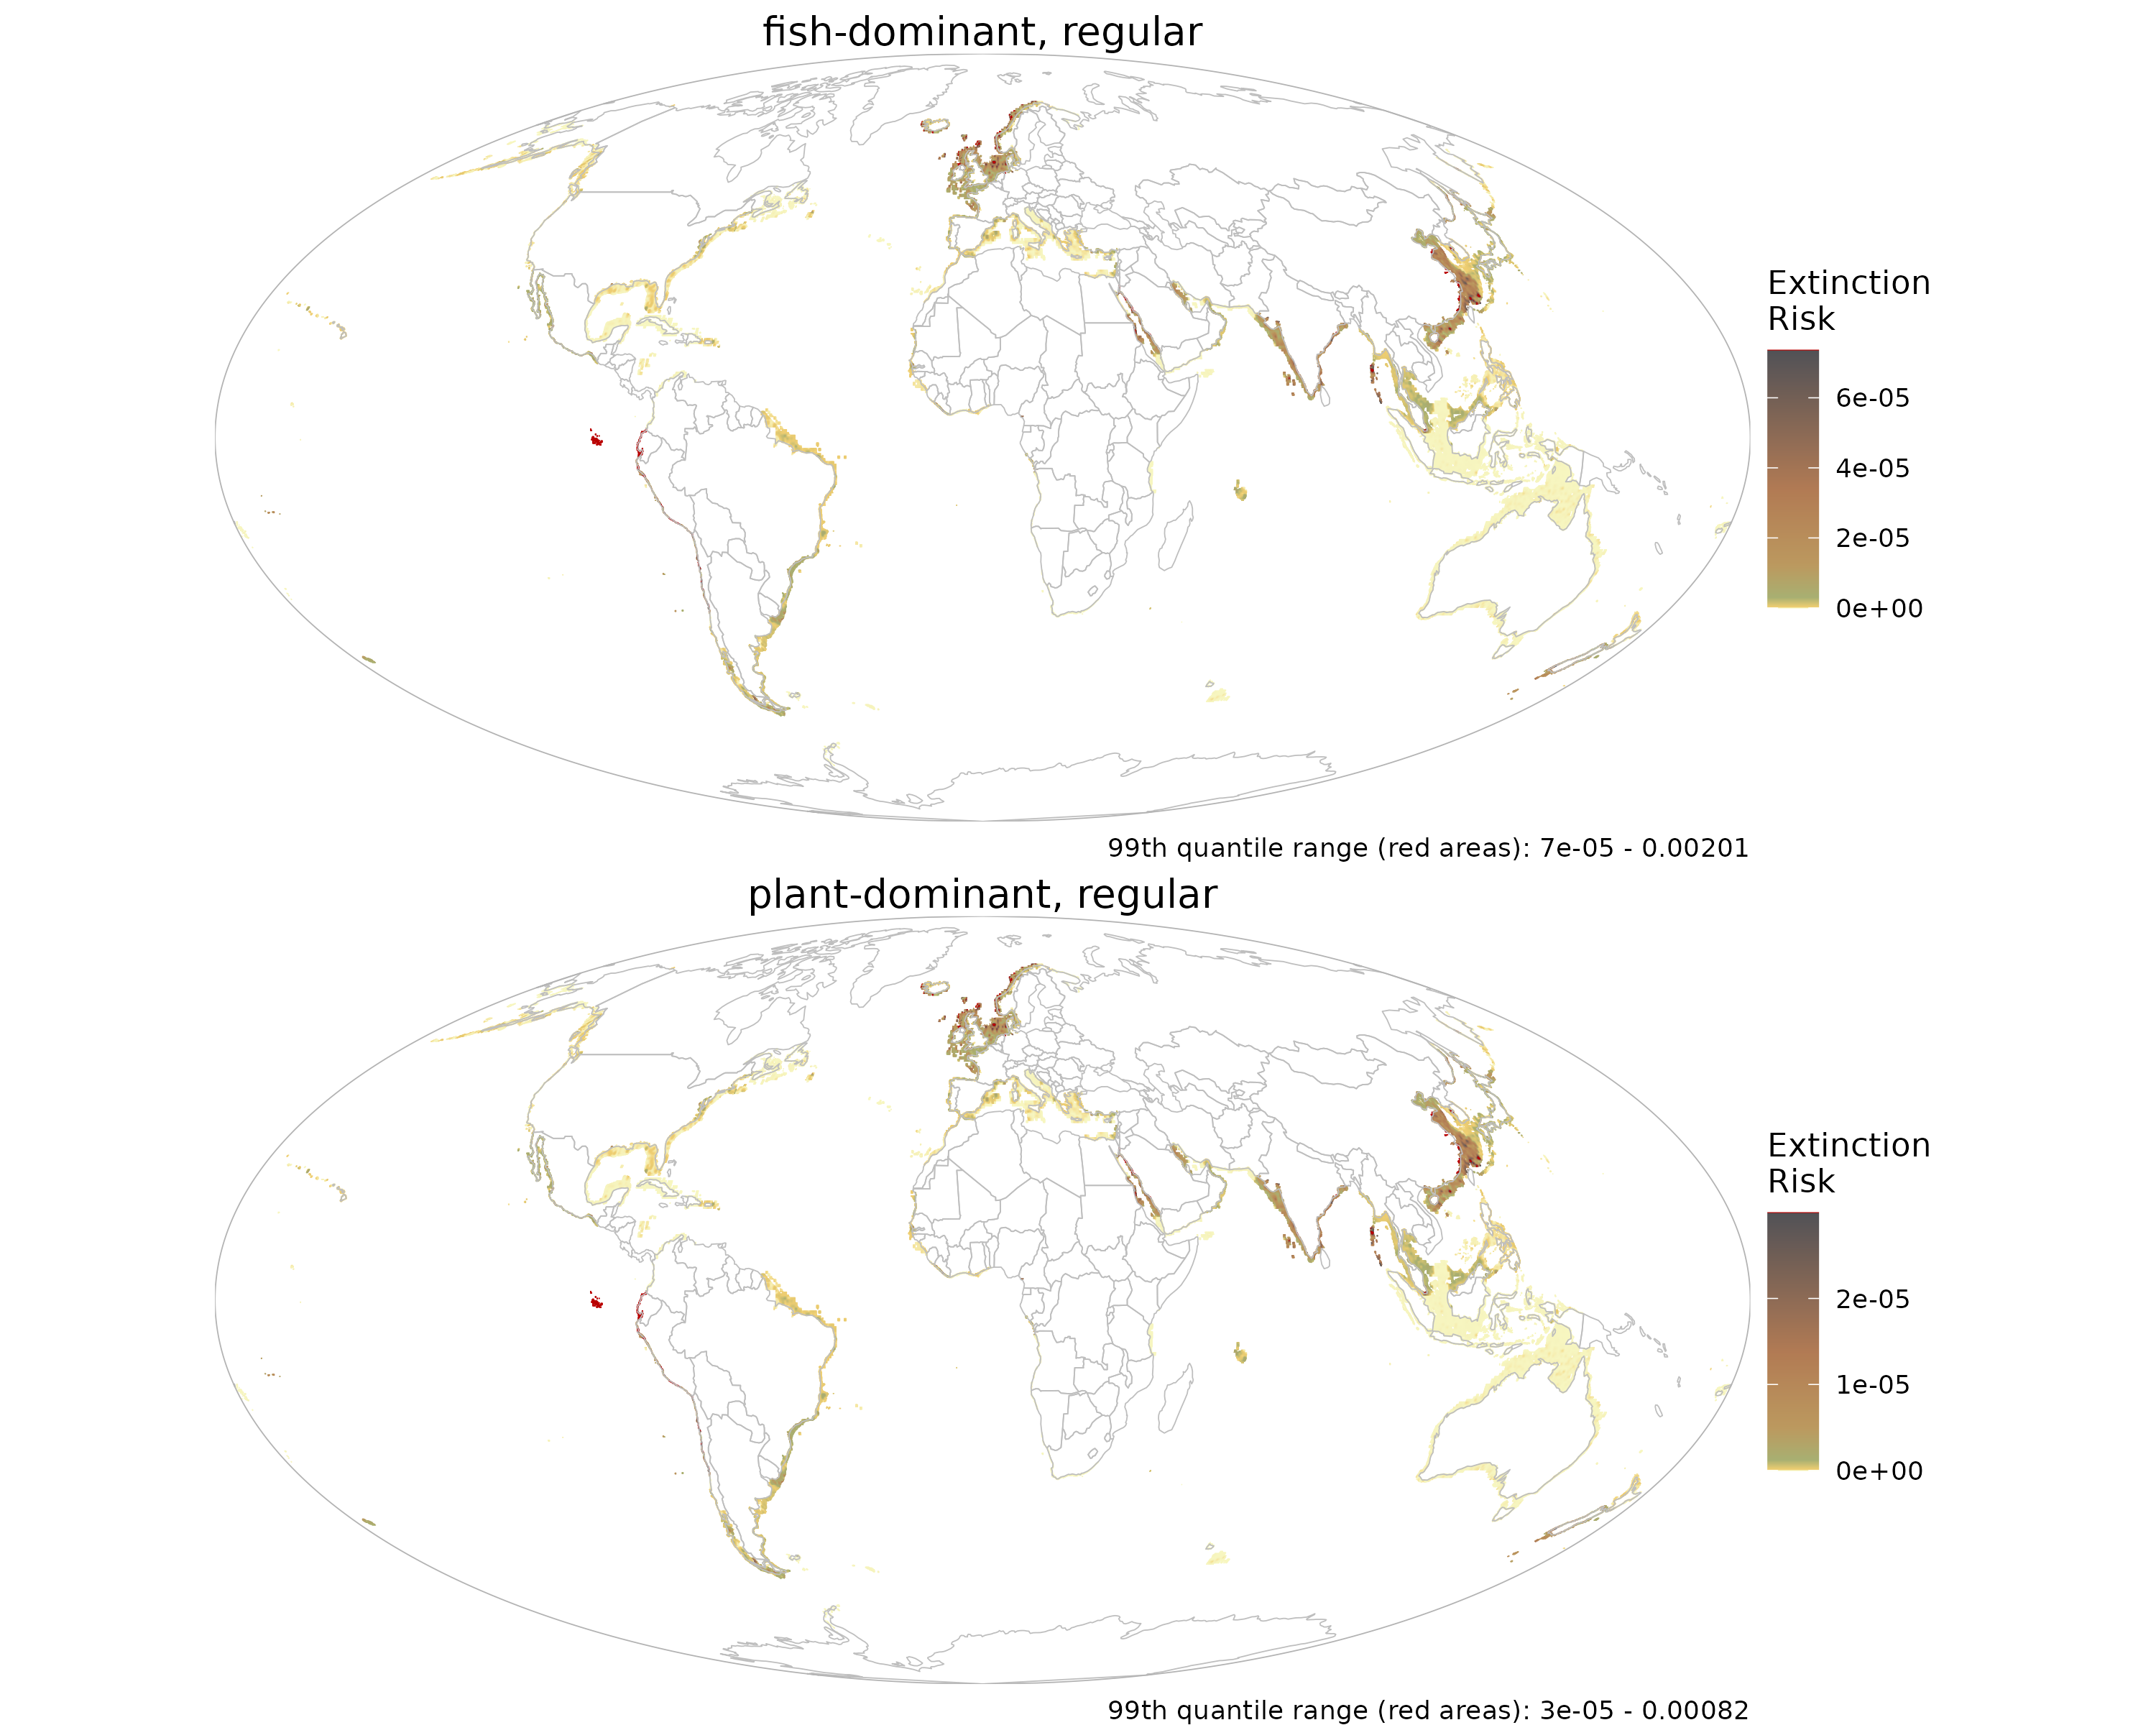 fish-dominant, regular
Extinction
Risk
6e-05
4e-05
2e-05
0e+00
99th quantile range (red areas): 7e-05 - 0.00201
plant-dominant, regular
Extinction
Risk
2e-05
1e-05
0e+00
99th quantile range (red areas): 3e-05 - 0.00082